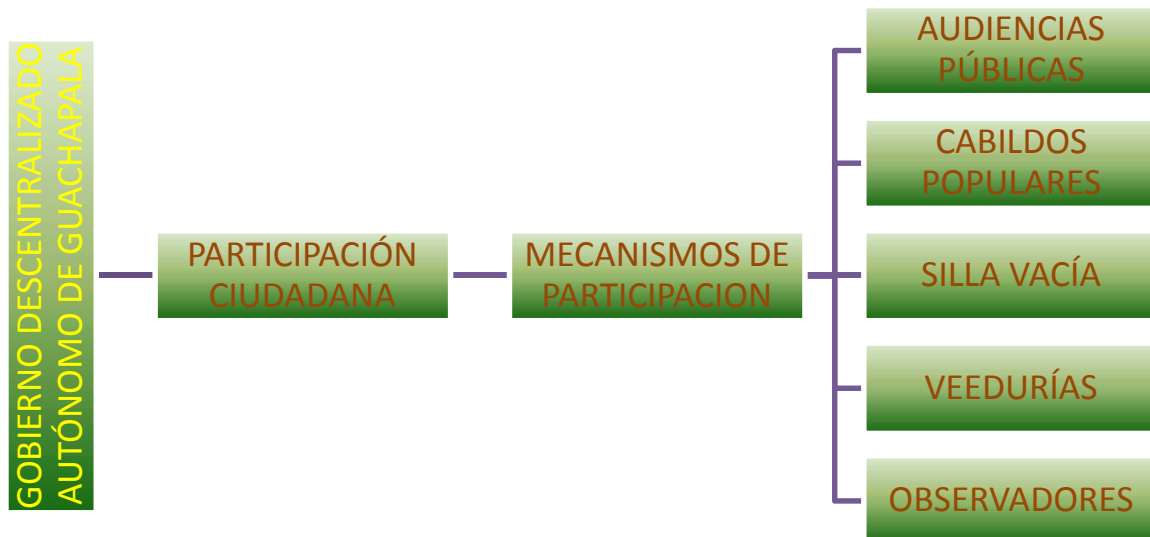 GOBIERNO DESCENTRALIZADO
AUTÓNOMO DE GUACHAPALA
PARTICIPACIÓN
CIUDADANA
MECANISMOS DE
PARTICIPACION
AUDIENCIAS
PÚBLICAS
CABILDOS
POPULARES
SILLA VACÍA
VEEDURÍAS
OBSERVADORES